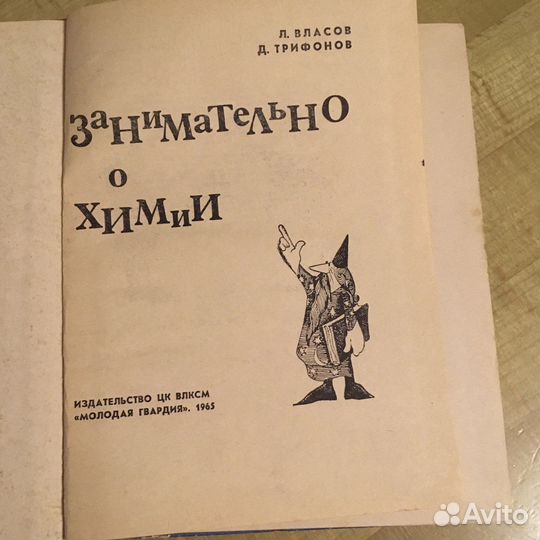 Л. ВЛАСОВ
Д. ТРИФОНОВ
ЗАНИМАТЕЛЬНО
О
ХИМИИ
ИЗДАТЕЛЬСТВО ЦК ВЛКСМ
«МОЛОДАЯ ГВАРДИЯ». 1965
Avito